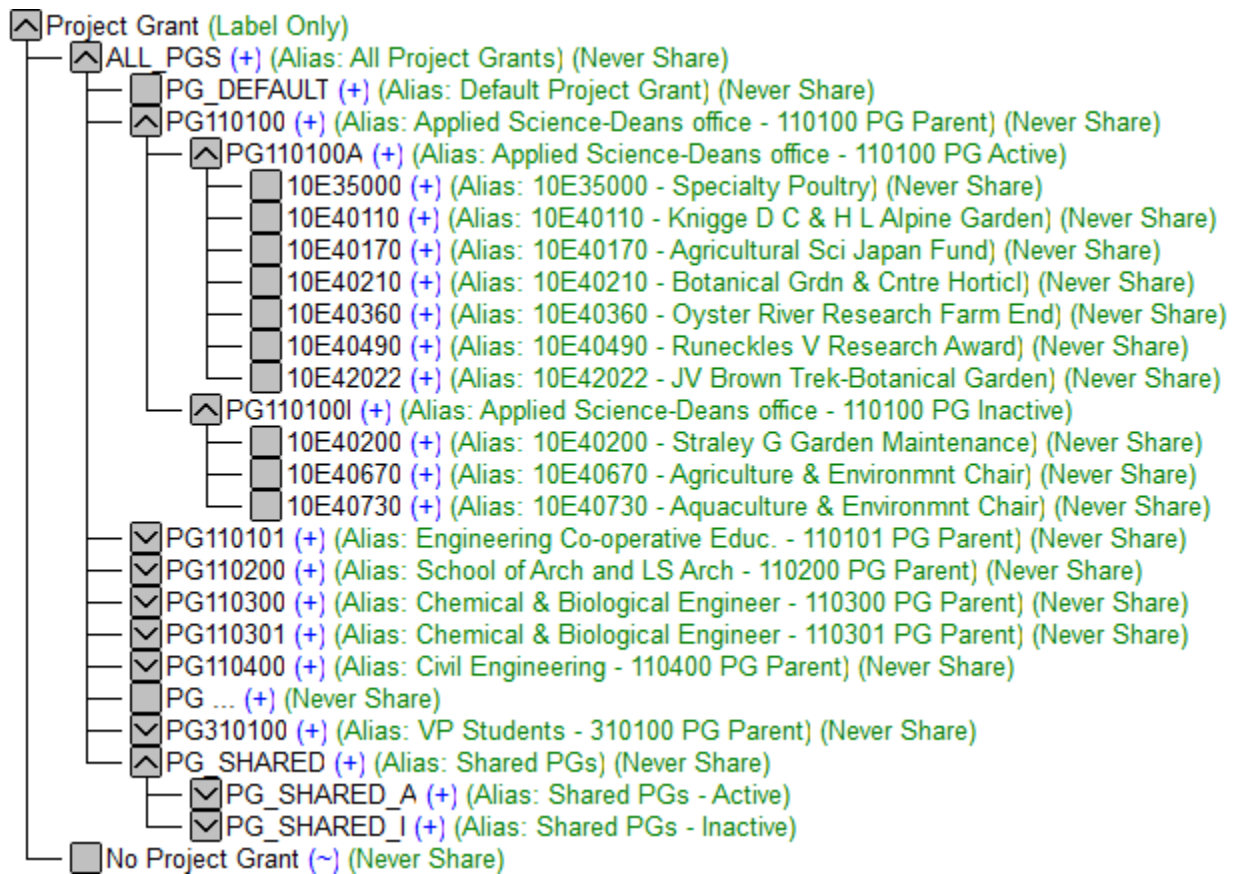 Project Grant (Label Only)
ALL_PGS (+) (Alias: All Project Grants) (Never Share)
PG_DEFAULT (+) (Alias: Default Project Grant) (Never Share)
PG110100 (+) (Alias: Applied Science-Deans office - 110100 PG Parent) (Never Share)
PG110100A (+) (Alias: Applied Science-Deans office - 110100 PG Active)
10E35000 (+) (Alias: 10E35000 - Specialty Poultry) (Never Share)
10E40110 (+) (Alias: 10E40110 - Knigge D C & H L Alpine Garden) (Never Share)
10E40170 (+) (Alias: 10E40170 - Agricultural Sci Japan Fund) (Never Share)
10E40210 (+) (Alias: 10E40210 - Botanical Grdn & Cntre Horticl) (Never Share)
10E40360 (+) (Alias: 10E40360 - Oyster River Research Farm End) (Never Share)
10E40490 (+) (Alias: 10E40490 - Runeckles V Research Award) (Never Share)
10E42022 (+) (Alias: 10E42022 - JV Brown Trek-Botanical Garden) (Never Share)
PG110100I (+) (Alias: Applied Science-Deans office - 110100 PG Inactive)
10E40200 (+) (Alias: 10E40200 - Straley G Garden Maintenance) (Never Share)
10E40670 (+) (Alias: 10E40670 - Agriculture & Environmnt Chair) (Never Share)
10E40730 (+) (Alias: 10E40730 - Aquaculture & Environmnt Chair) (Never Share)
PG110101 (+) (Alias: Engineering Co-operative Educ. - 110101 PG Parent) (Never Share)
PG110200 (+) (Alias: School of Arch and LS Arch - 110200 PG Parent) (Never Share)
PG110300 (+) (Alias: Chemical & Biological Engineer - 110300 PG Parent) (Never Share)
PG110301 (+) (Alias: Chemical & Biological Engineer - 110301 PG Parent) (Never Share)
PG110400 (+) (Alias: Civil Engineering - 110400 PG Parent) (Never Share)
PG ... (+) (Never Share)
PG310100 (+) (Alias: VP Students - 310100 PG Parent) (Never Share)
PG_SHARED (+) (Alias: Shared PGs) (Never Share)
PG_SHARED_A (+) (Alias: Shared PGs - Active)
PG_SHARED_I (+) (Alias: Shared PGs - Inactive)
No Project Grant (~) (Never Share)